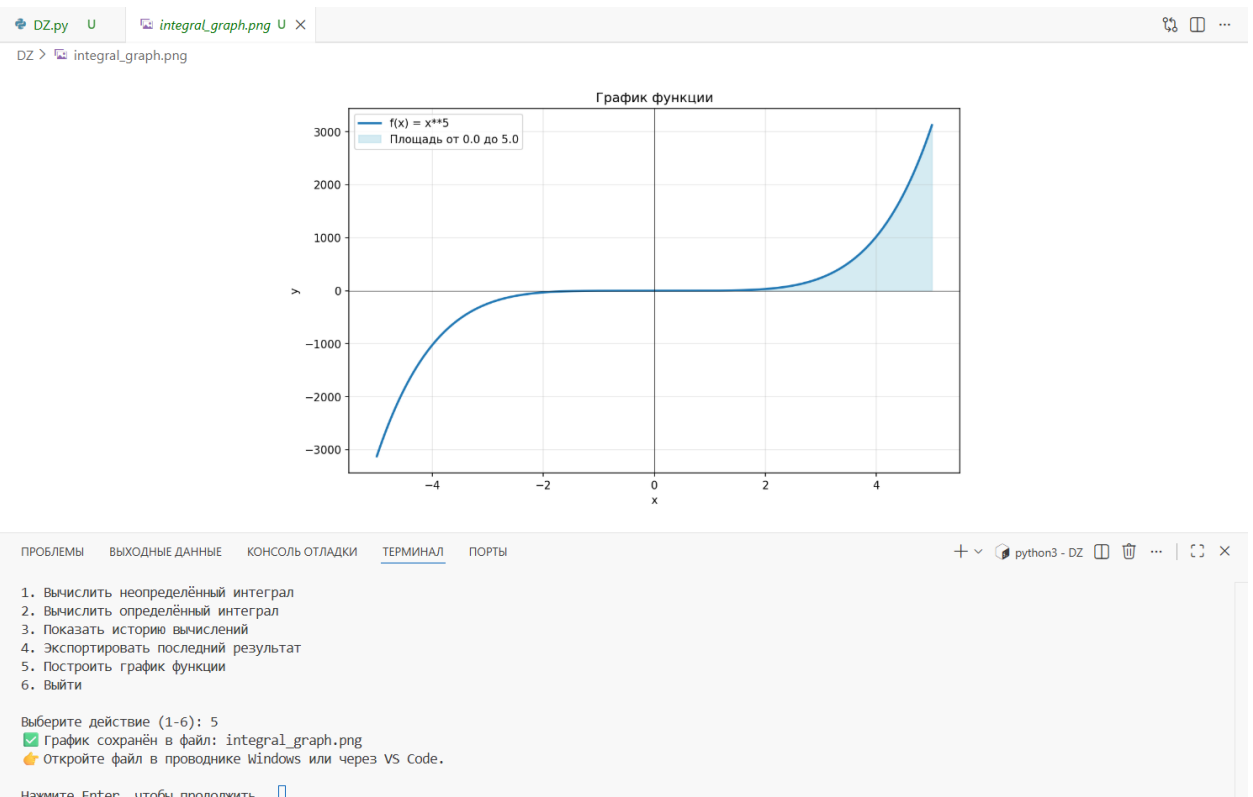 DZ.py U integral_graph.png U
DZ > integral_graph.png
График функции
f(x) = x**5
Площадь от 0.0 до 5.0
3000
2000
1000
0
−1000
−2000
−3000
y
−4 −2 0 2 4
x
ПРОБЛЕМЫ ВЫХОДНЫЕ ДАННЫЕ КОНСОЛЬ ОТЛАДКИ ТЕРМИНАЛ ПОРТЫ python3 - DZ
1. Вычислить неопределённый интеграл
2. Вычислить определённый интеграл
3. Показать историю вычислений
4. Экспортировать последний результат
5. Построить график функции
6. Выйти
Выберите действие (1-6): 5
✅ График сохранён в файл: integral_graph.png
👉 Откройте файл в проводнике Windows или через VS Code.
Нажмите Enter, чтобы продолжить...